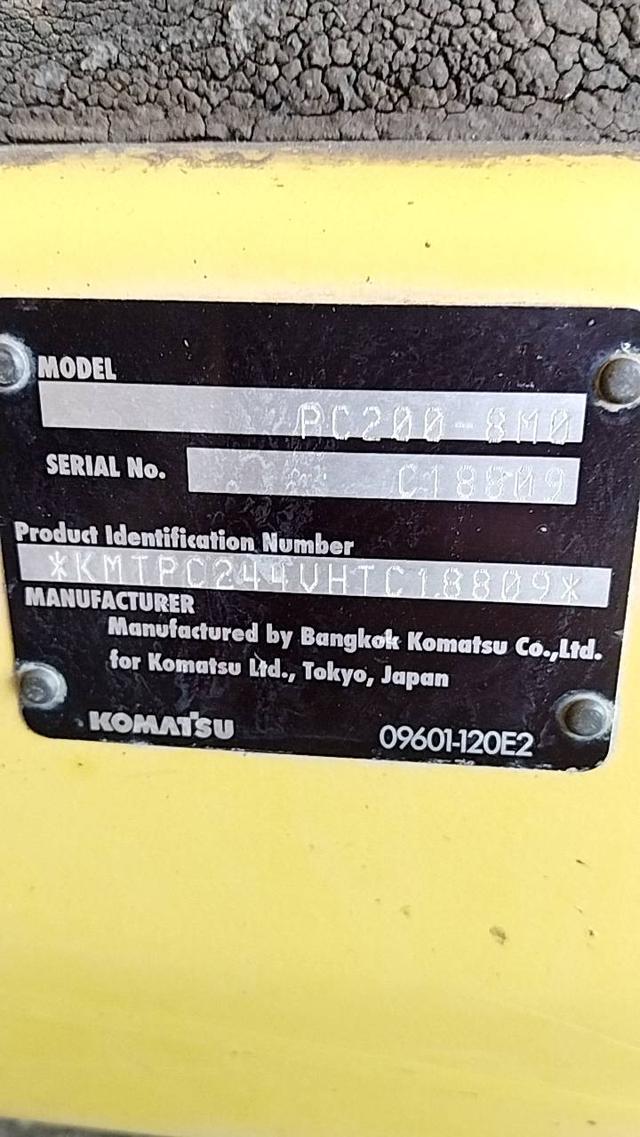 MODEL
PC200-8M0
SERIAL No. C18809
Product Identification Number
*KMTPC244VHTC18809*
MANUFACTURER
Manufactured by Bangkok Komatsu Co.,Ltd.
for Komatsu Ltd., Tokyo, Japan
KOMATSU 09601-120E2